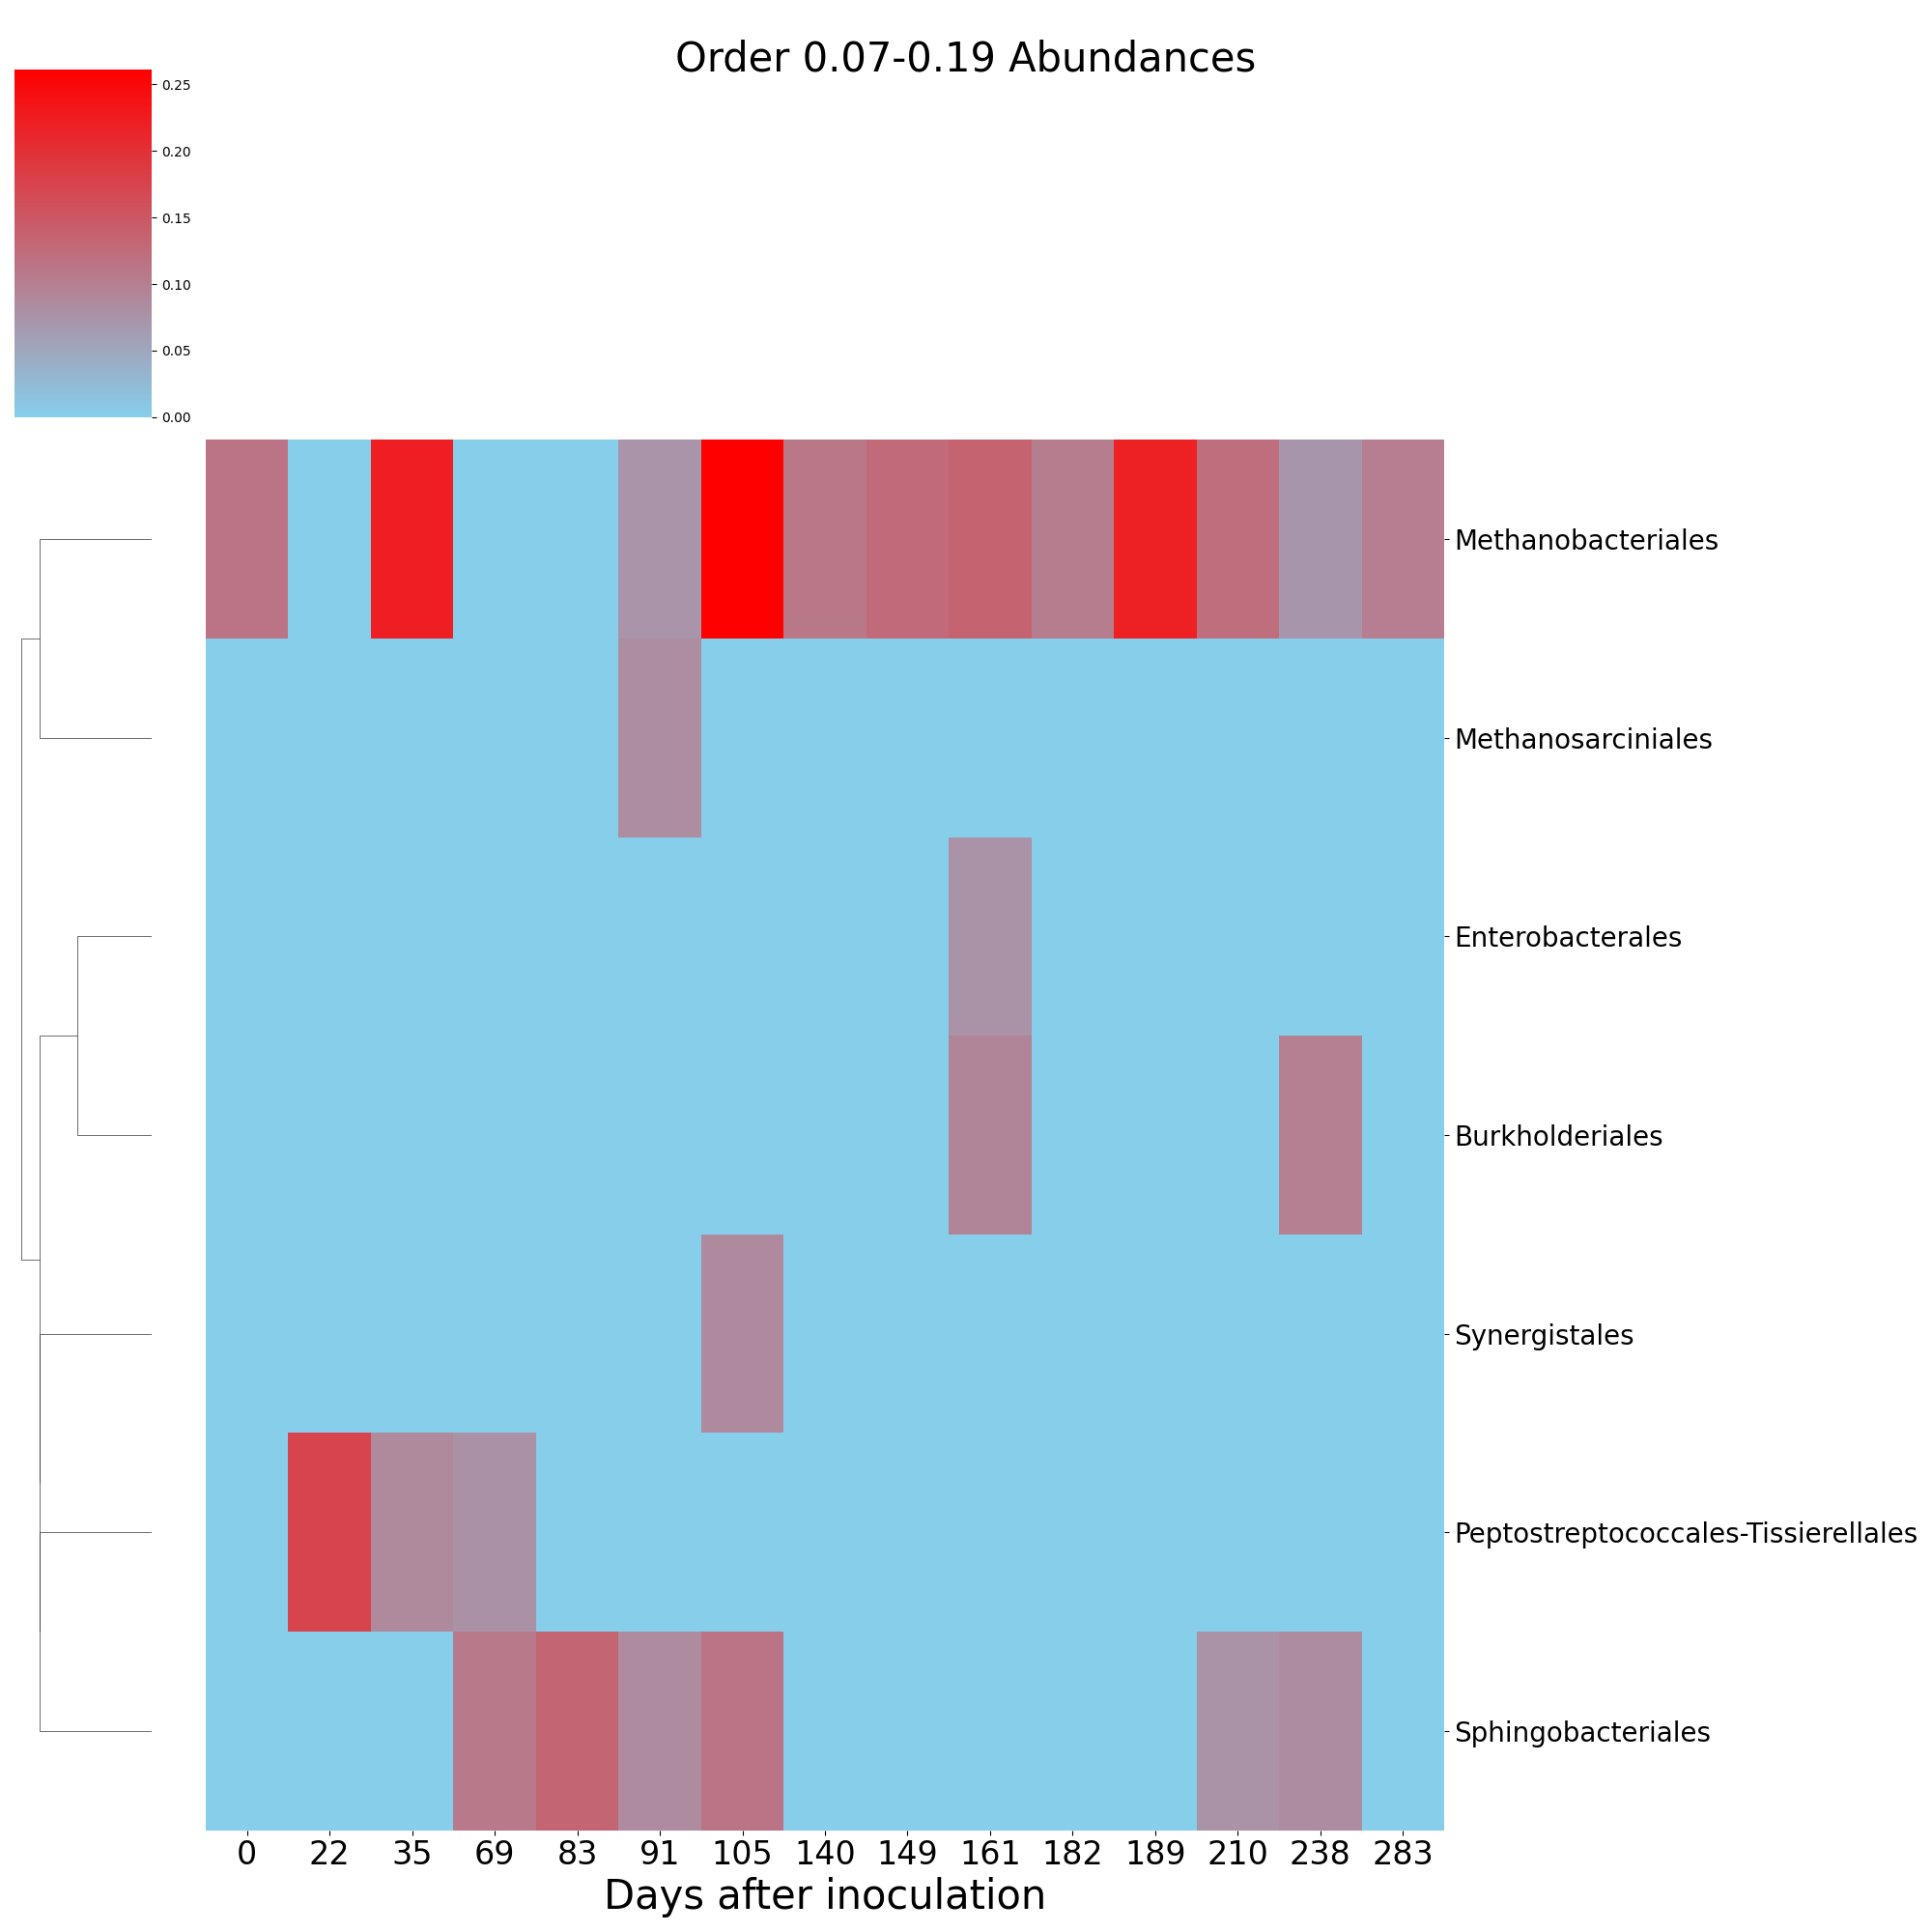 Order 0.07-0.19 Abundances
0.25
0.20
0.15
0.10
0.05
0.00
Methanobacteriales
Methanosarciniales
Enterobacterales
Burkholderiales
Synergistales
Peptostreptococcales-Tissierellales
Sphingobacteriales
0 22 35 69 83 91 105 140 149 161 182 189 210 238 283
Days after inoculation